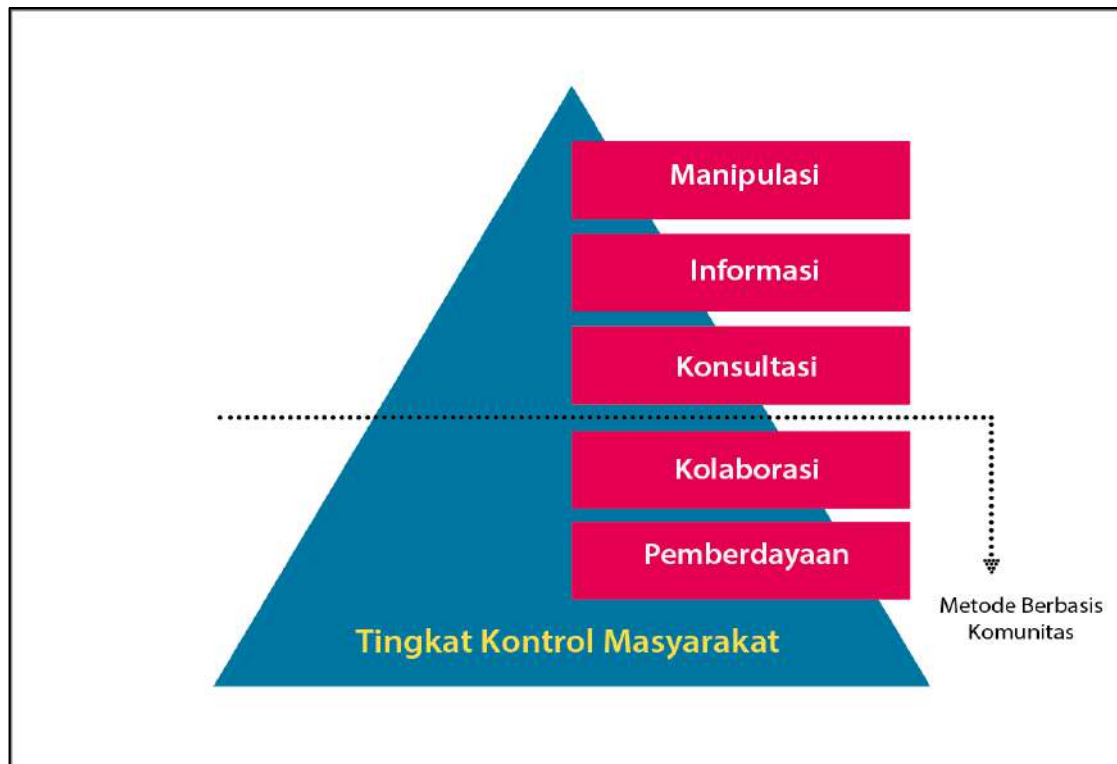 Manipulasi
Informasi
Konsultasi
Kolaborasi
Pemberdayaan
Metode Berbasis
Komunitas
Tingkat Kontrol Masyarakat